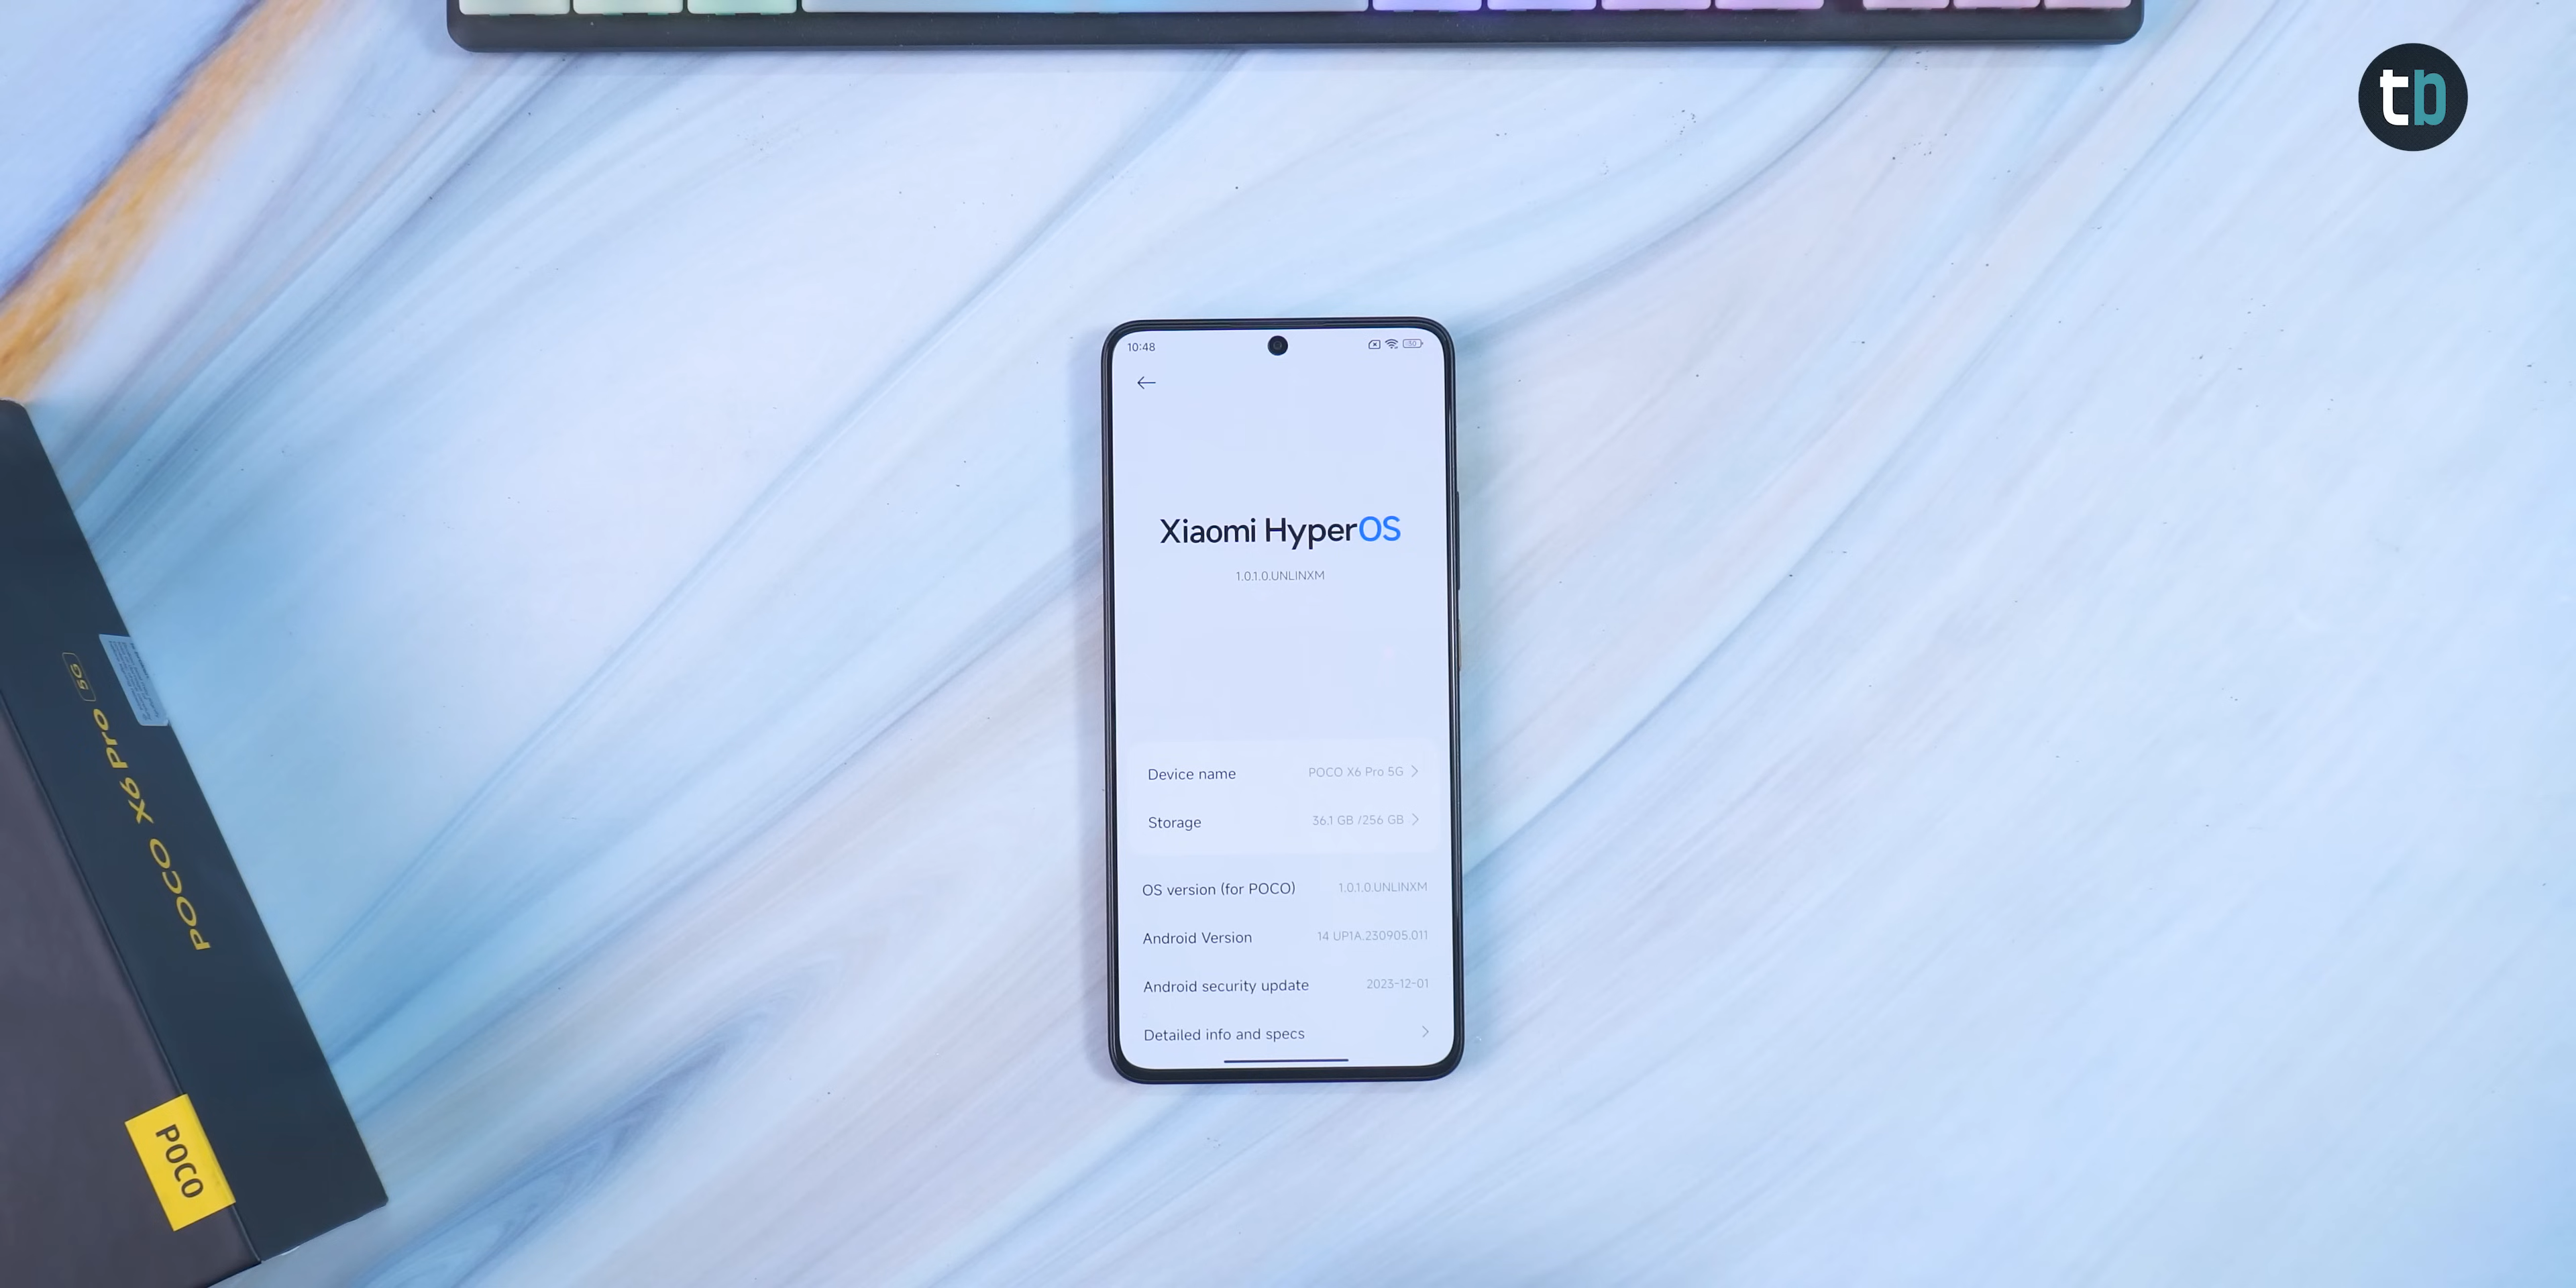 tb
10:48
Xiaomi HyperOS
1.0.1.0.UNLINXM
Device name POCO X6 Pro 5G
Storage 36.1 GB /256 GB
OS version (for POCO) 1.0.1.0.UNLINXM
Android Version 14 UP1A.230905.011
Android security update 2023-12-01
Detailed info and specs
POCO X6 Pro 5G
POCO